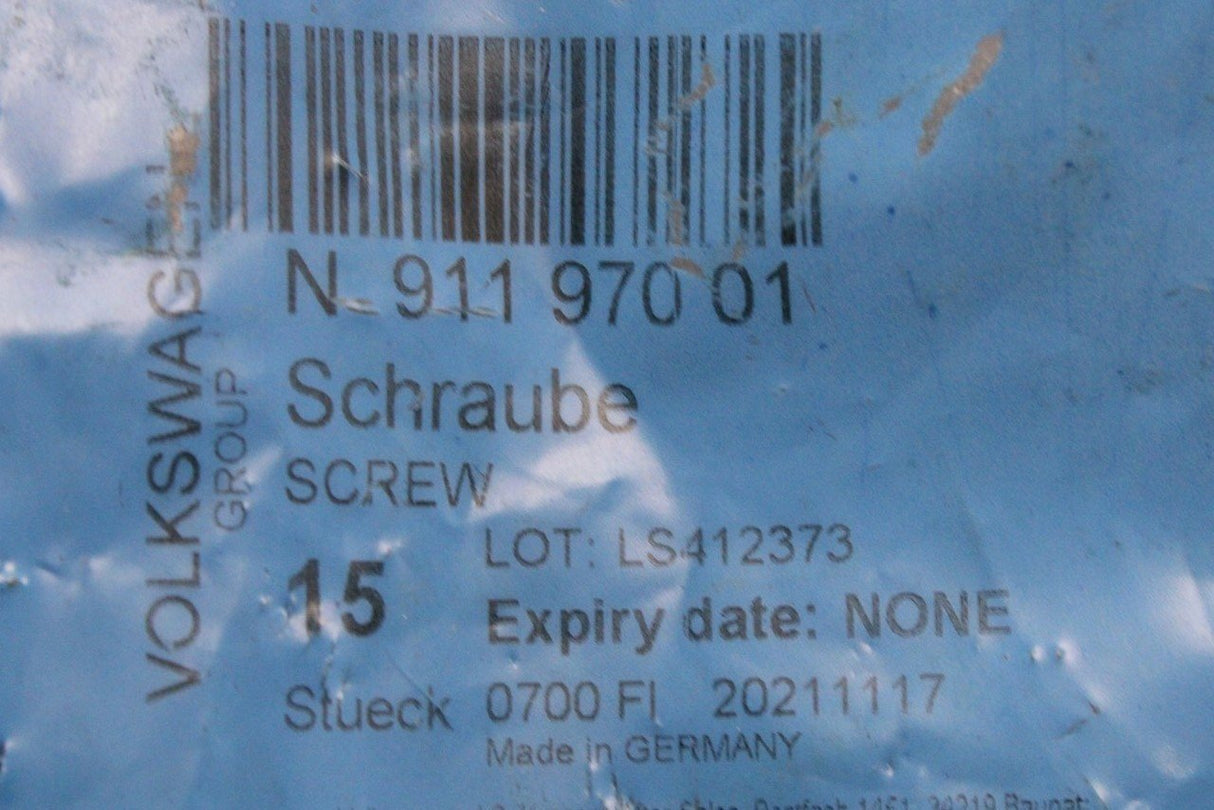 VOLKSWAGEN
GROUP
N 911 970 01
Schraube
SCREW
15
LOT: LS412373
Expiry date: NONE
Stueck
0700 FI 20211117
Made in GERMANY